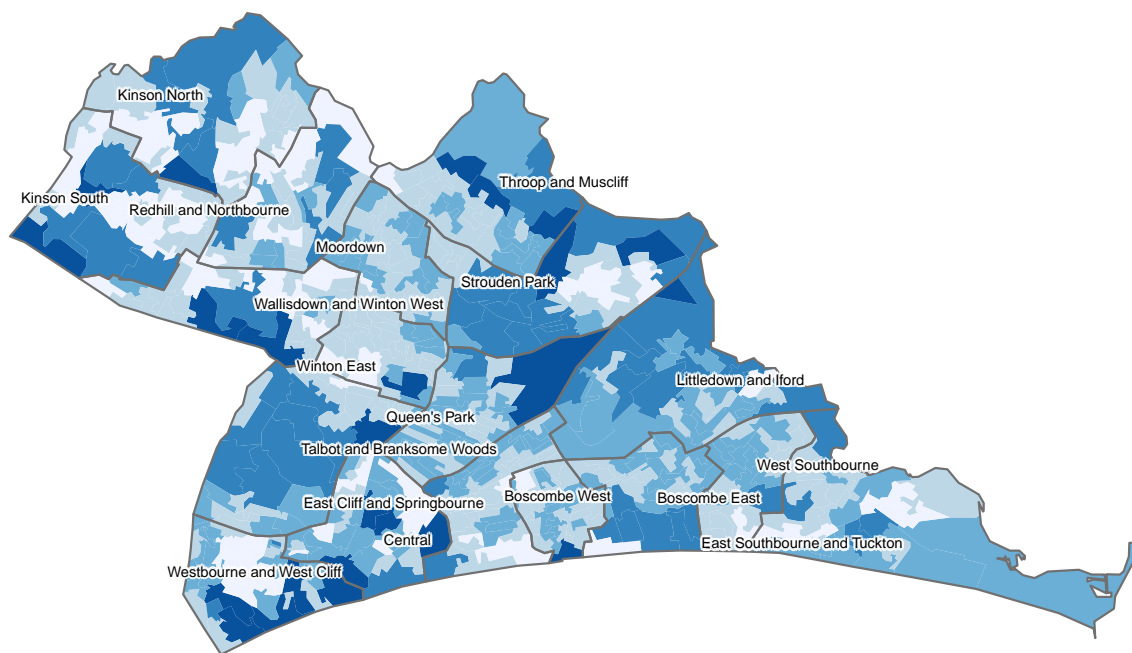 Kinson North
Throop and Muscliff
Kinson South
Redhill and Northbourne
Moordown
Strouden Park
Wallisdown and Winton West
Winton East
Littledown and Iford
Queen's Park
Talbot and Branksome Woods
West Southbourne
East Cliff and Springbourne
Boscombe West
Boscombe East
Central
East Southbourne and Tuckton
Westbourne and West Cliff